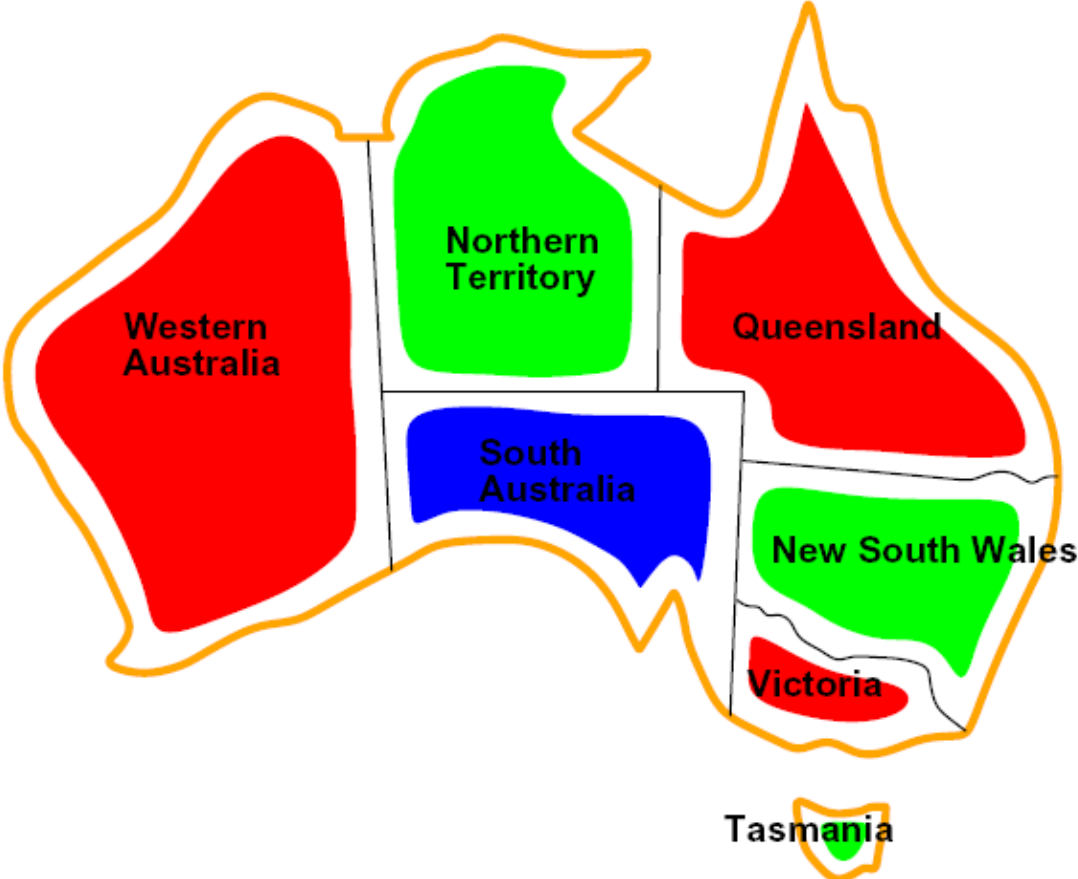 Northern
Territory
Western
Australia
Queensland
South
Australia
New South Wales
Victoria
Tasmania